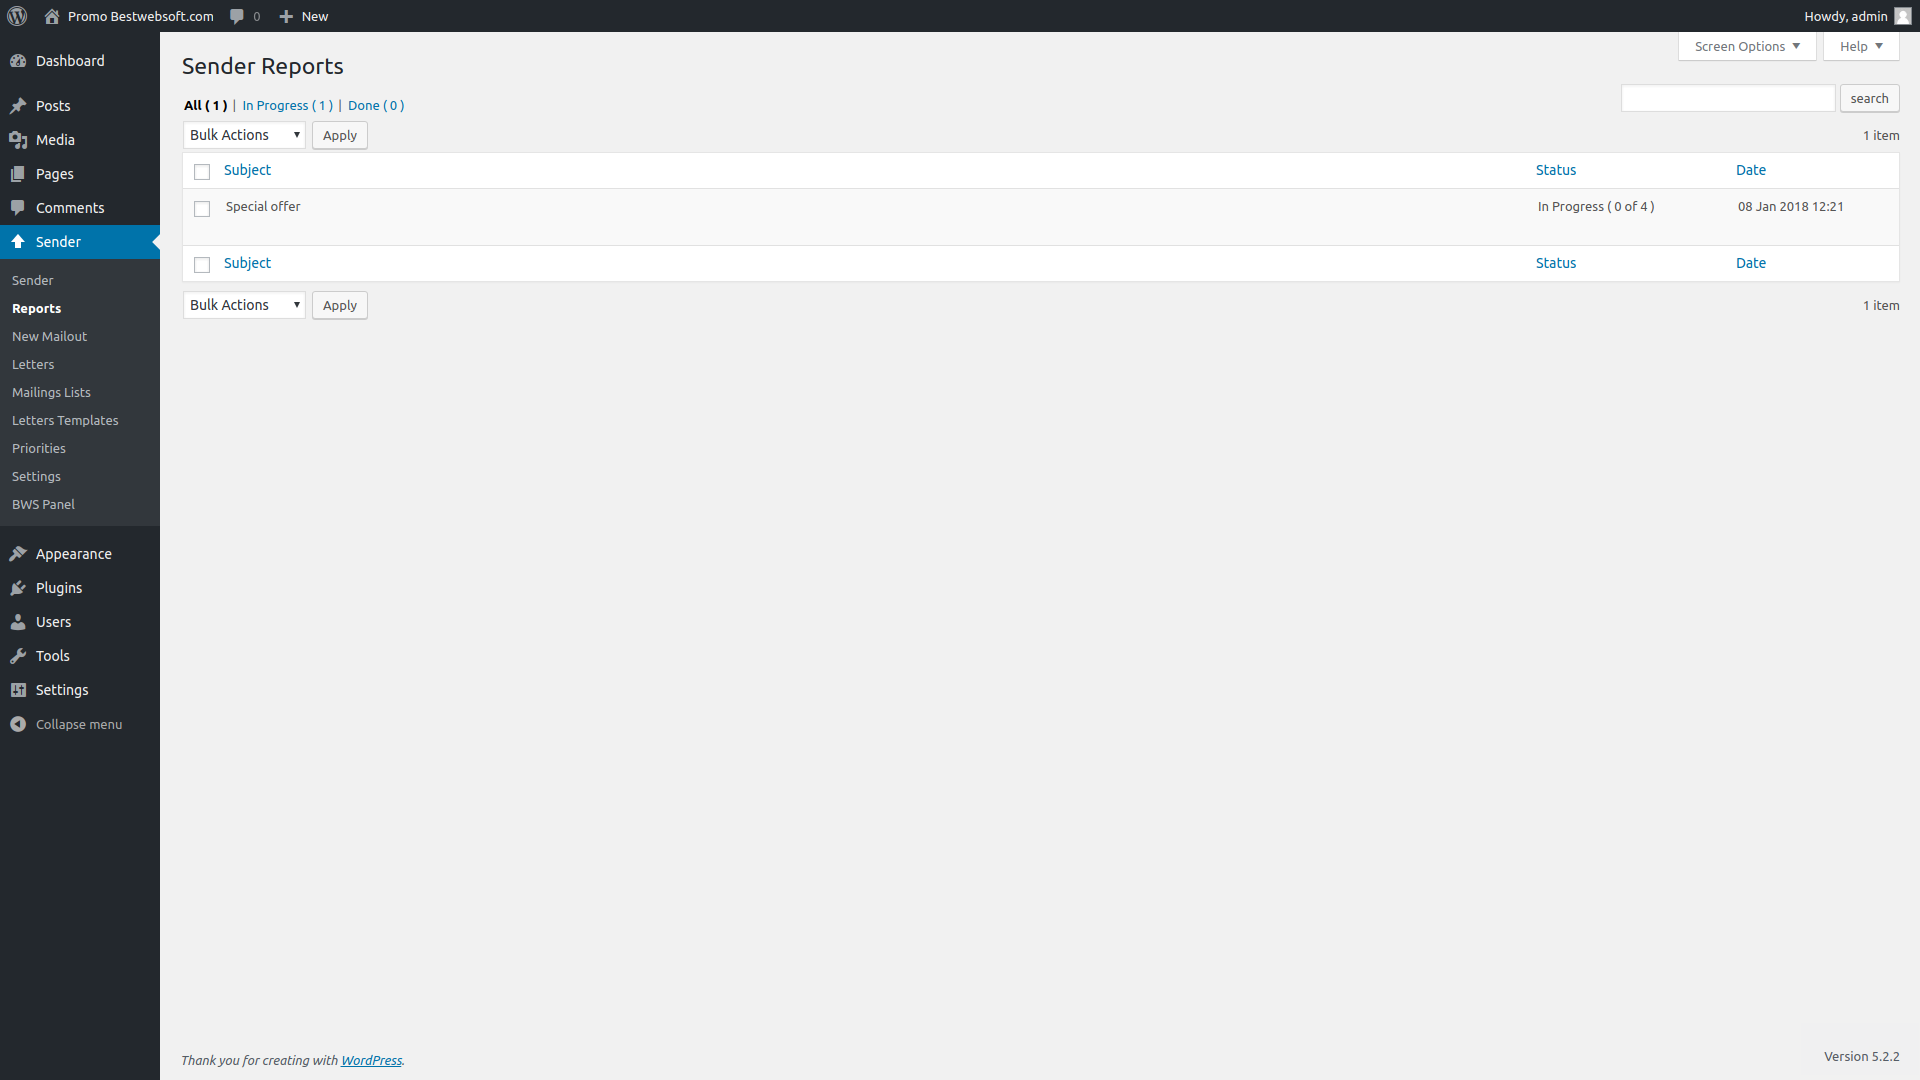 Promo Bestwebsoft.com 0 New Howdy, admin
Screen Options Help
Dashboard
Posts
Media
Pages
Comments
Sender
Sender
Reports
New Mailout
Letters
Mailings Lists
Letters Templates
Priorities
Settings
BWS Panel
Appearance
Plugins
Users
Tools
Settings
Collapse menu
Sender Reports
All ( 1 ) | In Progress ( 1 ) | Done ( 0 )
search
Bulk Actions Apply 1 item
Subject Status Date
Special offer In Progress ( 0 of 4 ) 08 Jan 2018 12:21
Subject Status Date
Bulk Actions Apply 1 item
Thank you for creating with WordPress. Version 5.2.2